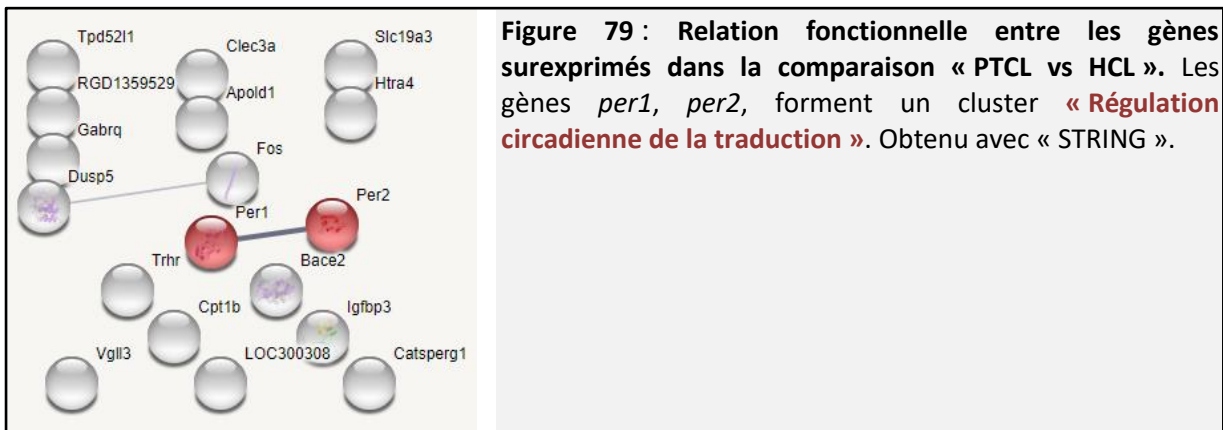 Tpd52l1
Clec3a
Slc19a3
RGD1359529
Apold1
Htra4
Gabrq
Fos
Dusp5
Per2
Per1
Trhr
Bace2
Cpt1b
Igfbp3
Vgll3
LOC300308
Catsperg1
Figure 79 : Relation fonctionnelle entre les gènes
surexprimés dans la comparaison « PTCL vs HCL ». Les
gènes per1, per2, forment un cluster « Régulation
circadienne de la traduction ». Obtenu avec « STRING ».